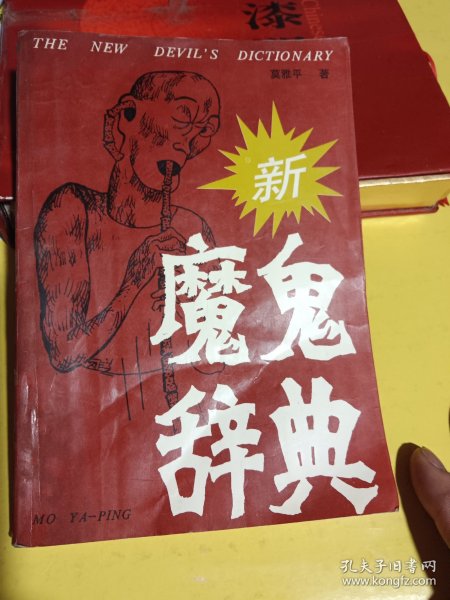 THE NEW DEVIL'S DICTIONARY
莫雅平 著
新
魔鬼
辞典
MO YA-PING
漆
孔夫子旧书网
www.kongfz.com